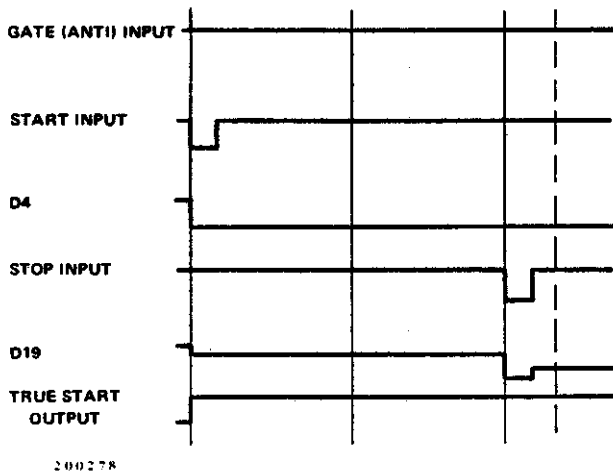 GATE (ANTI) INPUT
START INPUT
D4
STOP INPUT
D19
TRUE START
OUTPUT
200278